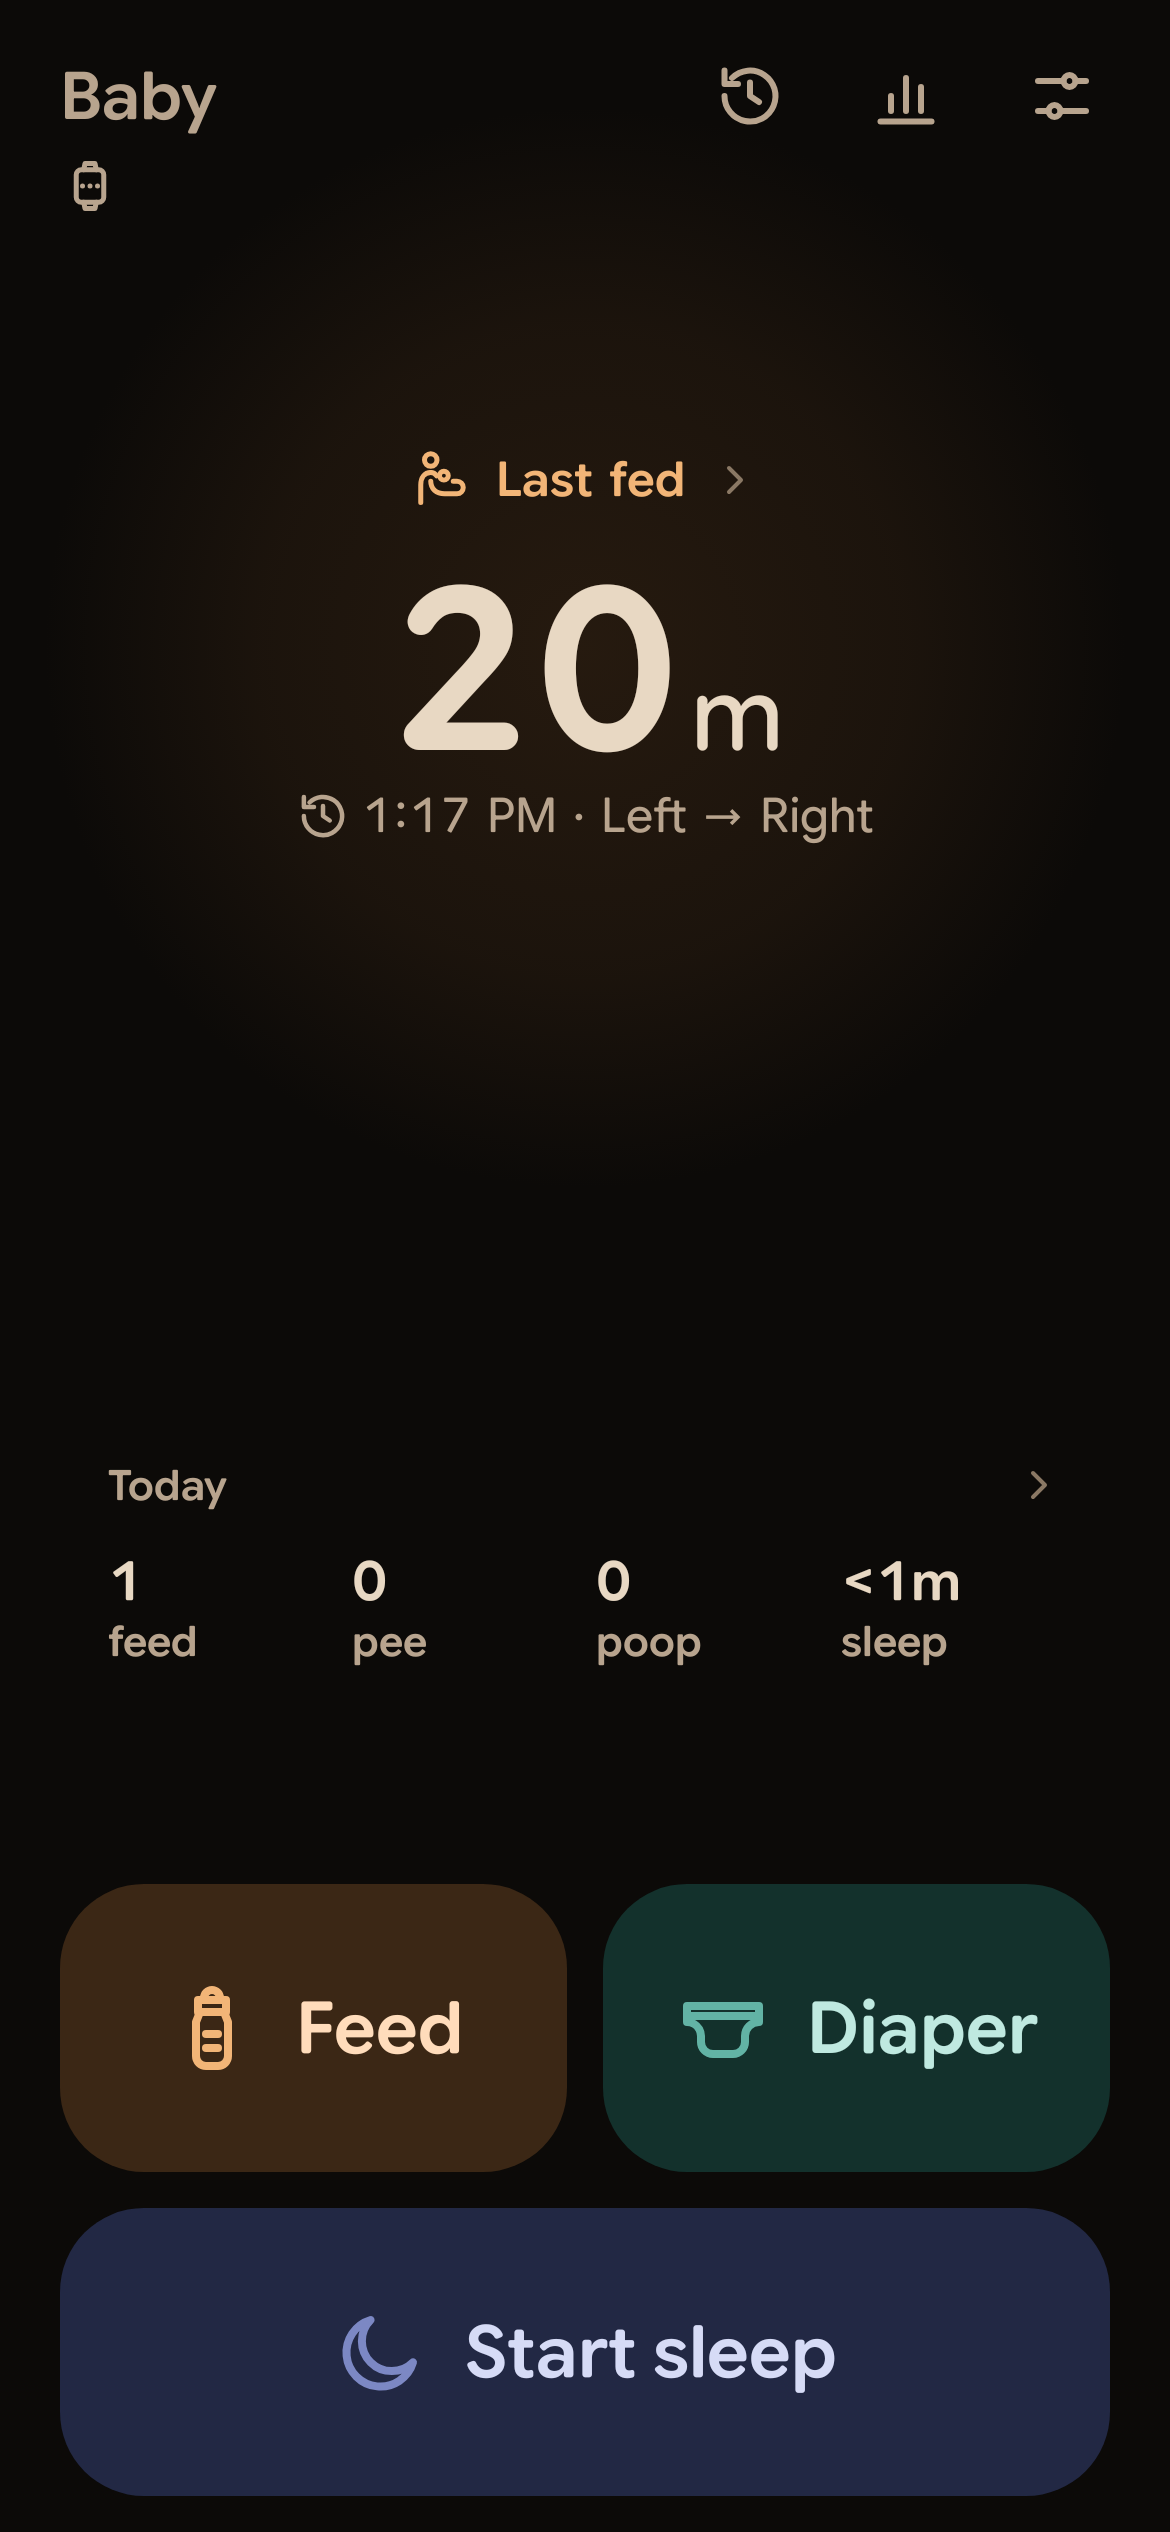 Baby
Last fed
20m
1:17 PM · Left → Right
Today
1 0 0 <1m
feed pee poop sleep
Feed Diaper
Start sleep